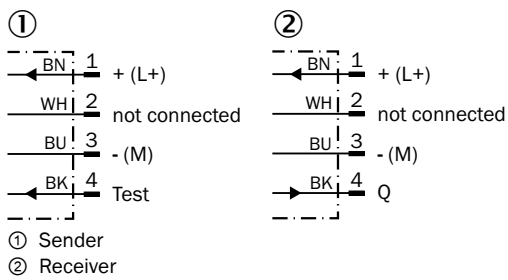 ① ②
BN 1 + (L+) BN 1 + (L+)
WH 2 not connected WH 2 not connected
BU 3 - (M) BU 3 - (M)
BK 4 Test BK 4 Q
① Sender
② Receiver